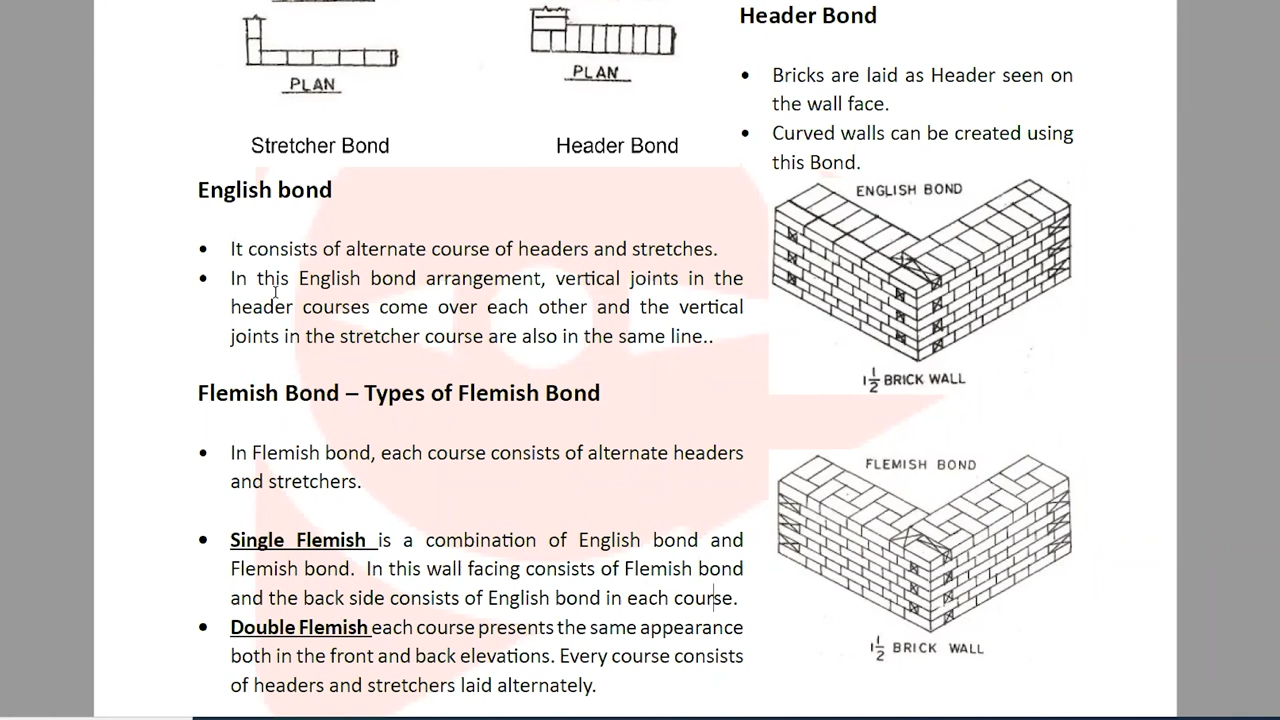 PLAN
PLAN
Stretcher Bond
Header Bond
Header Bond
• Bricks are laid as Header seen on
the wall face.
• Curved walls can be created using
this Bond.
English bond
• It consists of alternate course of headers and stretches.
• In this English bond arrangement, vertical joints in the
header courses come over each other and the vertical
joints in the stretcher course are also in the same line..
ENGLISH BOND
1 1/2 BRICK WALL
Flemish Bond – Types of Flemish Bond
• In Flemish bond, each course consists of alternate headers
and stretchers.
• Single Flemish is a combination of English bond and
Flemish bond. In this wall facing consists of Flemish bond
and the back side consists of English bond in each course.
• Double Flemish each course presents the same appearance
both in the front and back elevations. Every course consists
of headers and stretchers laid alternately.
FLEMISH BOND
1 1/2 BRICK WALL